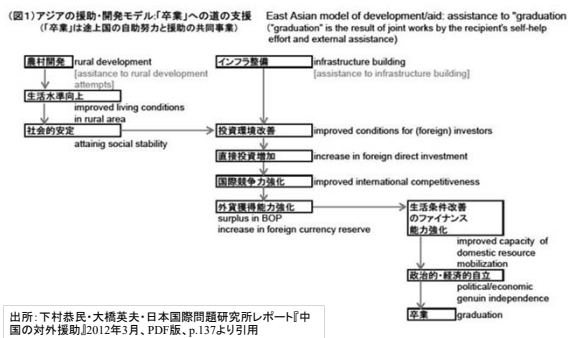 (図1)アジアの援助・開発モデル:「卒業」への道の支援
(「卒業」は途上国の自助努力と援助の共同事業)
East Asian model of development/aid: assistance to "graduation
("graduation" is the result of joint works by the recipient's self-help
effort and external assistance)
農村開発 rural development
[assitance to rural development
attempts]
生活水準向上
improved living conditions
in rural area
社会的安定
attainig social stability
インフラ整備 infrastructure building
[assistance to infrastructure building]
投資環境改善 improved conditions for (foreign) investors
直接投資増加 increase in foreign direct investment
国際競争力強化 improved international competitiveness
外貨獲得能力強化
surplus in BOP
increase in foreign currency reserve
生活条件改善
のファイナンス
能力強化
improved capacity of
domestic resource
mobilization
政治的・経済的自立
political/economic
genuin independence
卒業 graduation
出所:下村恭民・大橋英夫・日本国際問題研究所レポート『中
国の対外援助』2012年3月、PDF版、p.137より引用